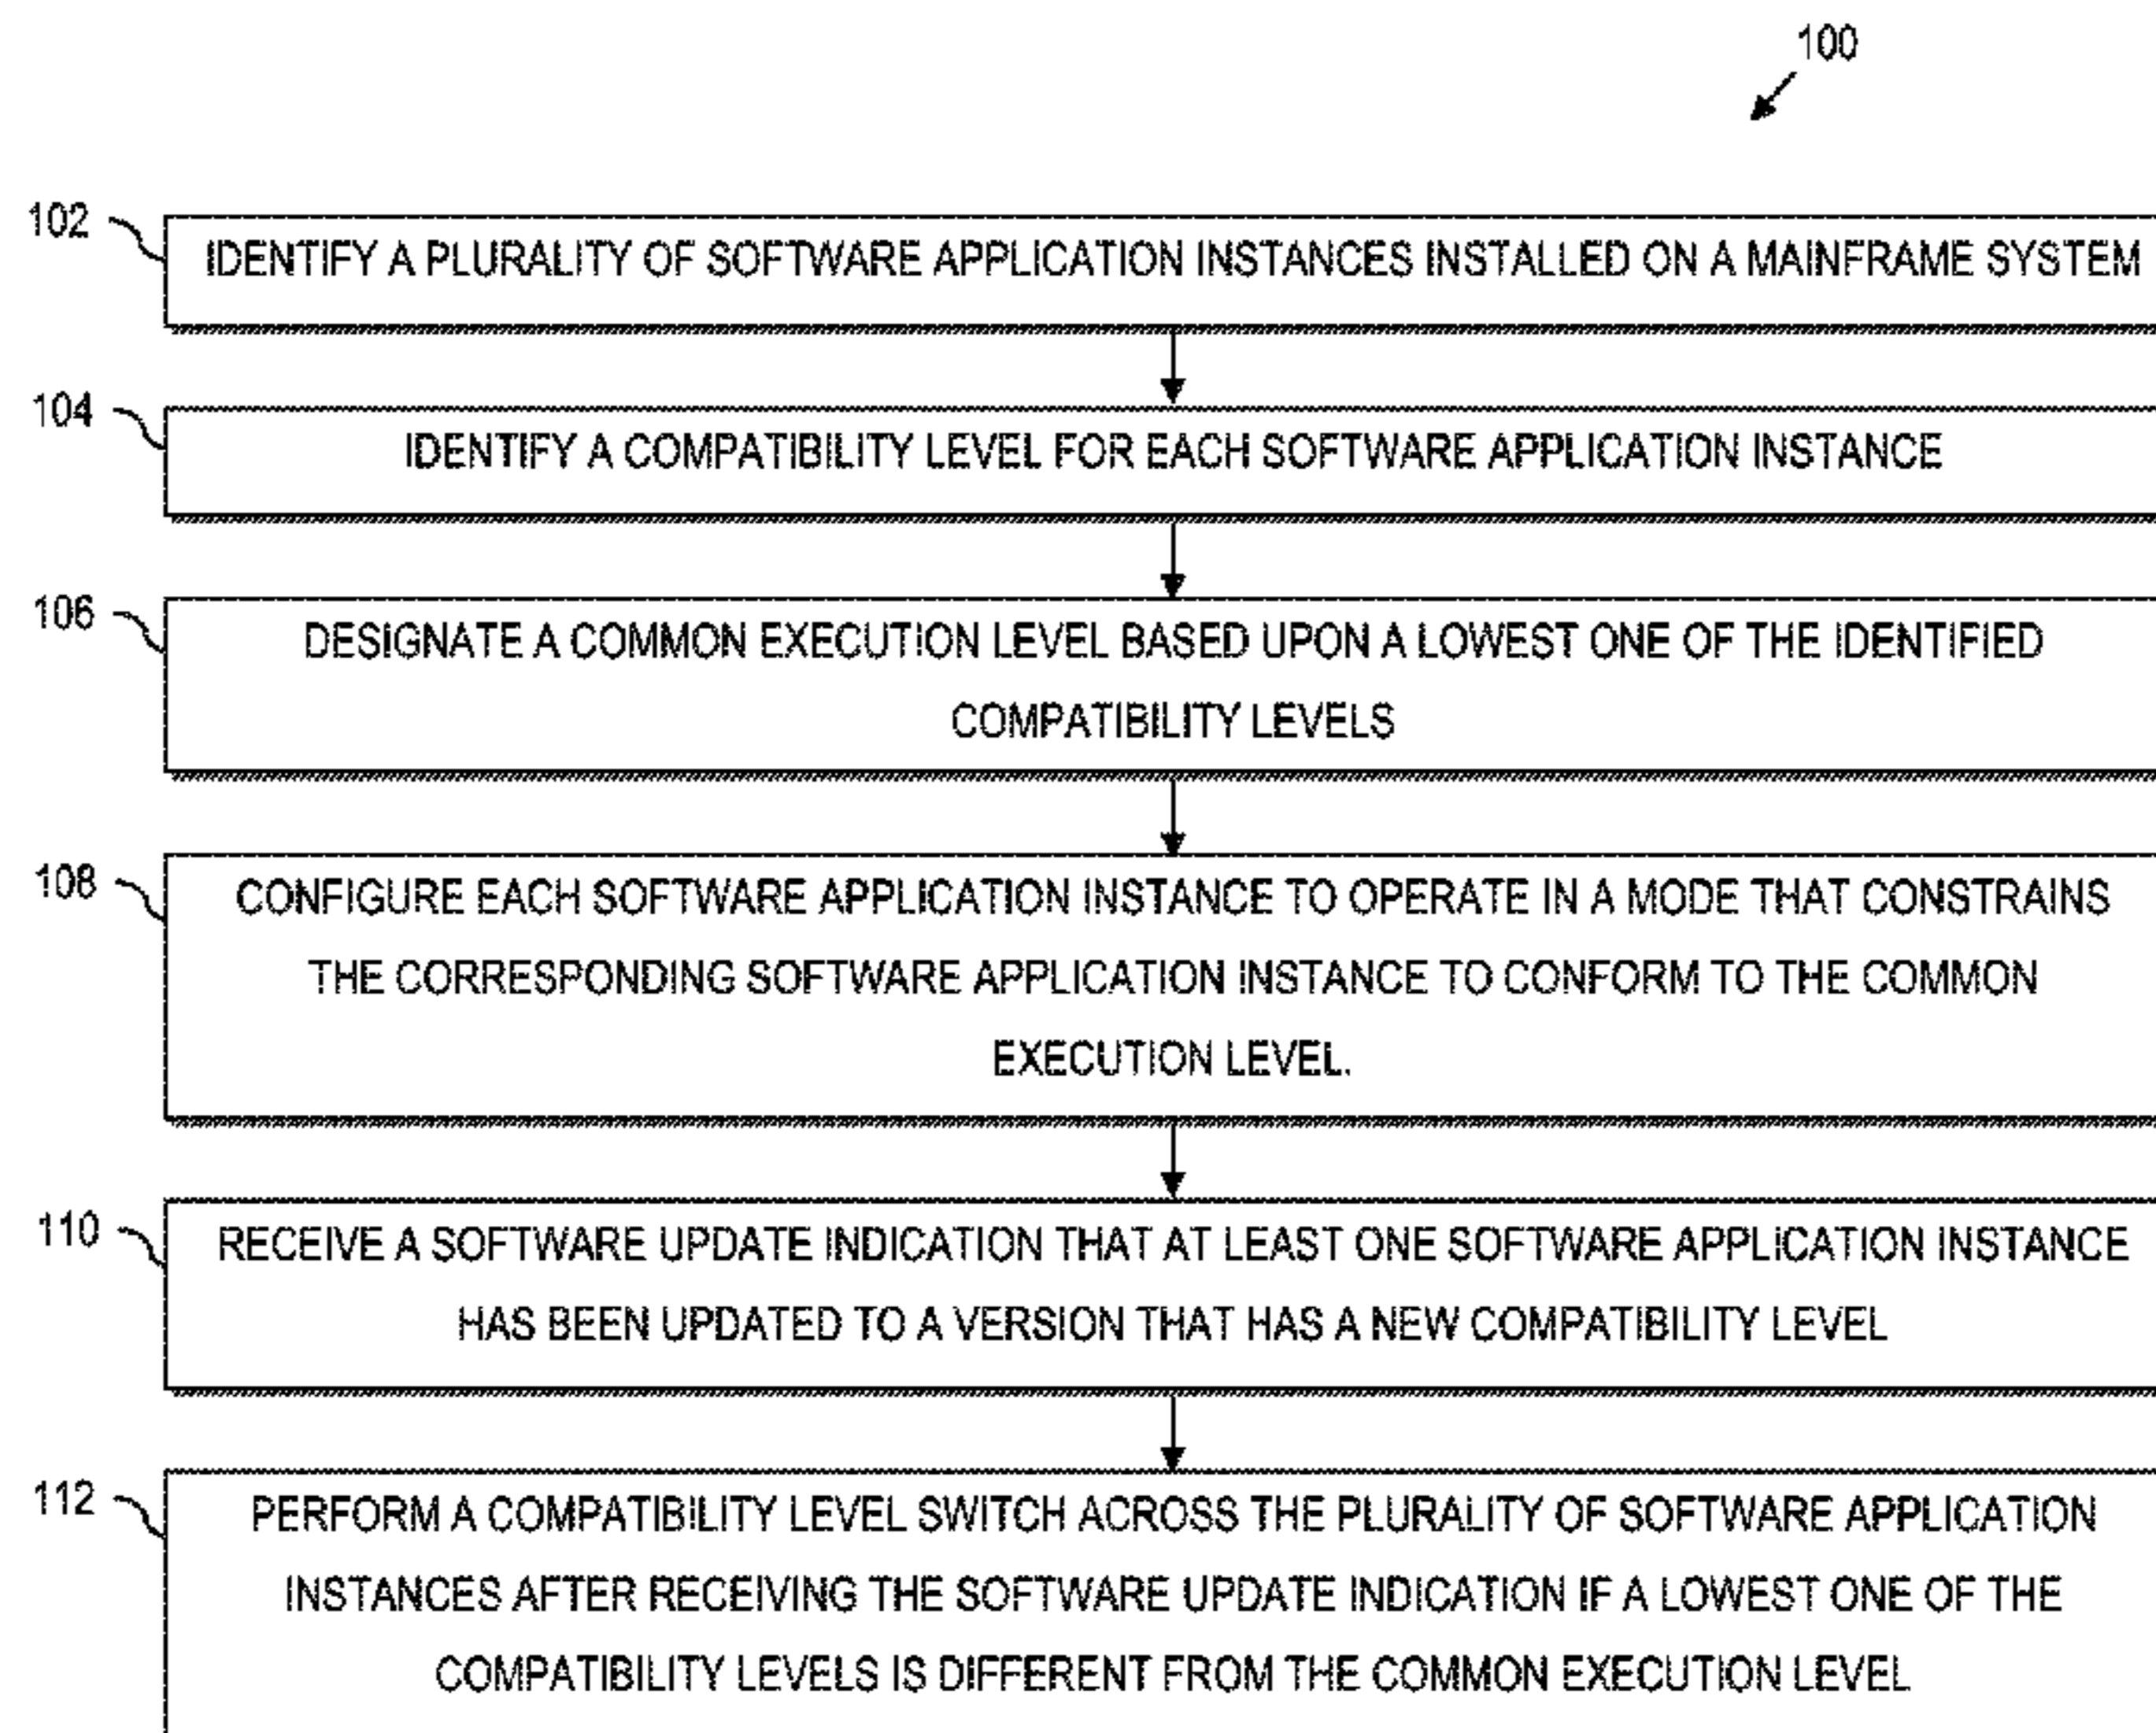 100
102
IDENTIFY A PLURALITY OF SOFTWARE APPLICATION INSTANCES INSTALLED ON A MAINFRAME SYSTEM
104
IDENTIFY A COMPATIBILITY LEVEL FOR EACH SOFTWARE APPLICATION INSTANCE
106
DESIGNATE A COMMON EXECUTION LEVEL BASED UPON A LOWEST ONE OF THE IDENTIFIED
COMPATIBILITY LEVELS
108
CONFIGURE EACH SOFTWARE APPLICATION INSTANCE TO OPERATE IN A MODE THAT CONSTRAINS
THE CORRESPONDING SOFTWARE APPLICATION INSTANCE TO CONFORM TO THE COMMON
EXECUTION LEVEL.
110
RECEIVE A SOFTWARE UPDATE INDICATION THAT AT LEAST ONE SOFTWARE APPLICATION INSTANCE
HAS BEEN UPDATED TO A VERSION THAT HAS A NEW COMPATIBILITY LEVEL
112
PERFORM A COMPATIBILITY LEVEL SWITCH ACROSS THE PLURALITY OF SOFTWARE APPLICATION
INSTANCES AFTER RECEIVING THE SOFTWARE UPDATE INDICATION IF A LOWEST ONE OF THE
COMPATIBILITY LEVELS IS DIFFERENT FROM THE COMMON EXECUTION LEVEL